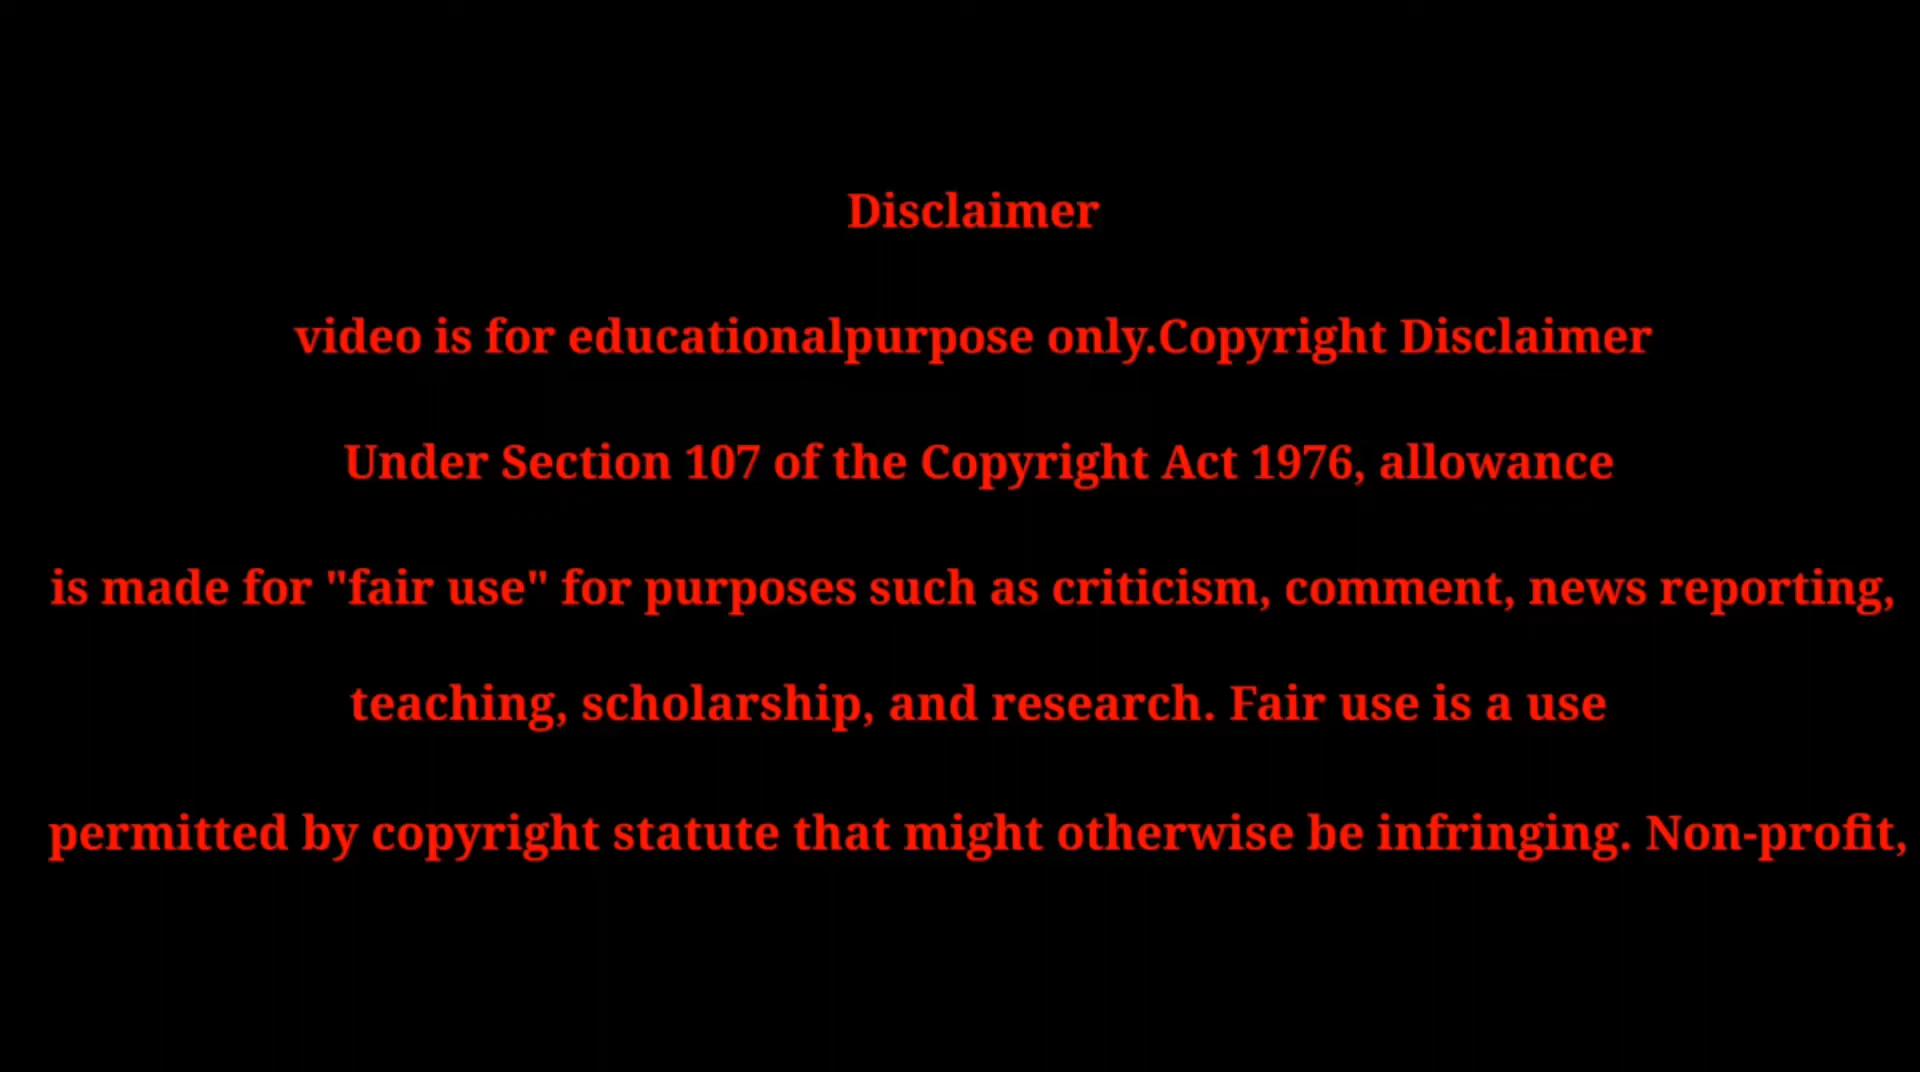 Disclaimer
video is for educationalpurpose only.Copyright Disclaimer
Under Section 107 of the Copyright Act 1976, allowance
is made for "fair use" for purposes such as criticism, comment, news reporting,
teaching, scholarship, and research. Fair use is a use
permitted by copyright statute that might otherwise be infringing. Non-profit,